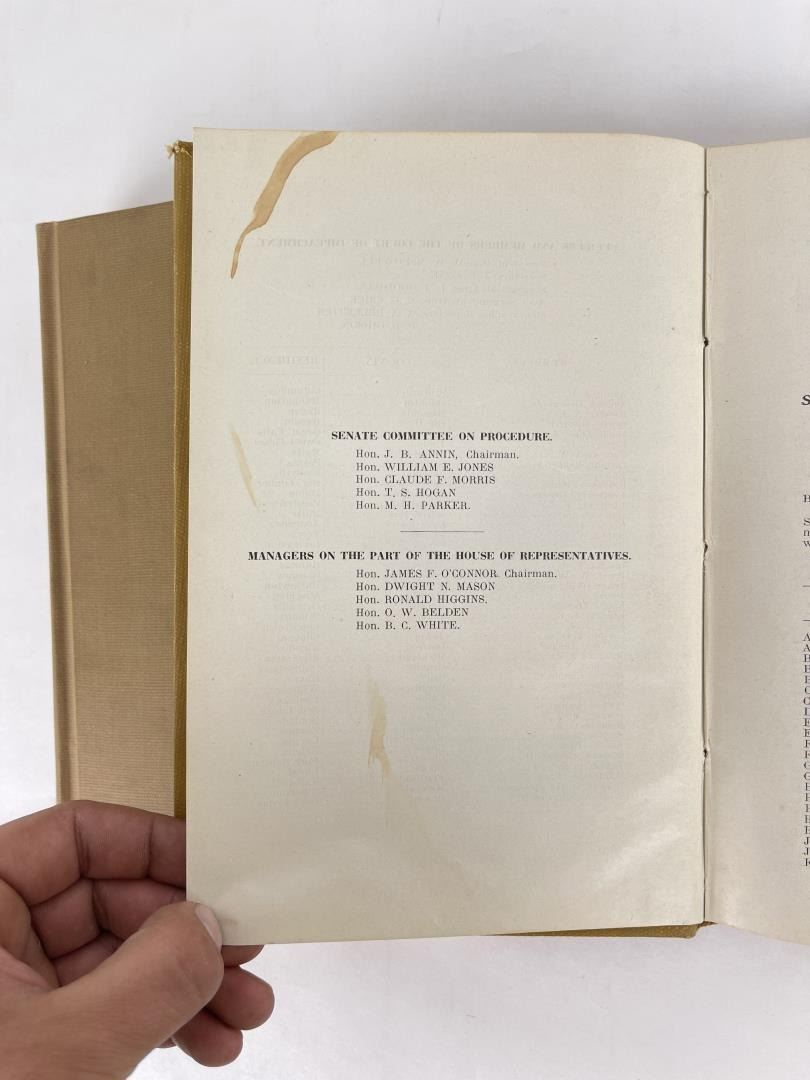 SENATE COMMITTEE ON PROCEDURE.
Hon. J. B. ANNIN, Chairman.
Hon. WILLIAM E. JONES
Hon. CLAUDE F. MORRIS
Hon. T. S. HOGAN
Hon. M. H. PARKER.
MANAGERS ON THE PART OF THE HOUSE OF REPRESENTATIVES.
Hon. JAMES F. O'CONNOR Chairman.
Hon. DWIGHT N. MASON
Hon. RONALD HIGGINS.
Hon. O. W. BELDEN
Hon. B. C. WHITE.